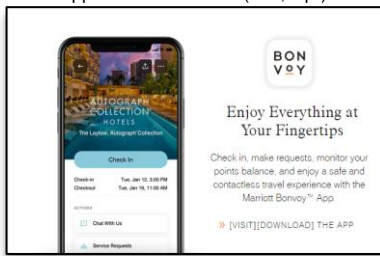 BON
VOY
AUTOGRAPH
COLLECTION
HOTELS
The Laylow, Autograph Collection
Check In
Check-in Tue, Jan 12, 3:00 PM
Checkout Tue, Jan 19, 11:00 AM
ACTIONS
Chat With Us
Service Requests
Enjoy Everything at
Your Fingertips
Check in, make requests, monitor your
points balance, and enjoy a safe and
contactless travel experience with the
Marriott Bonvoy™ App.
» [VISIT][DOWNLOAD] THE APP